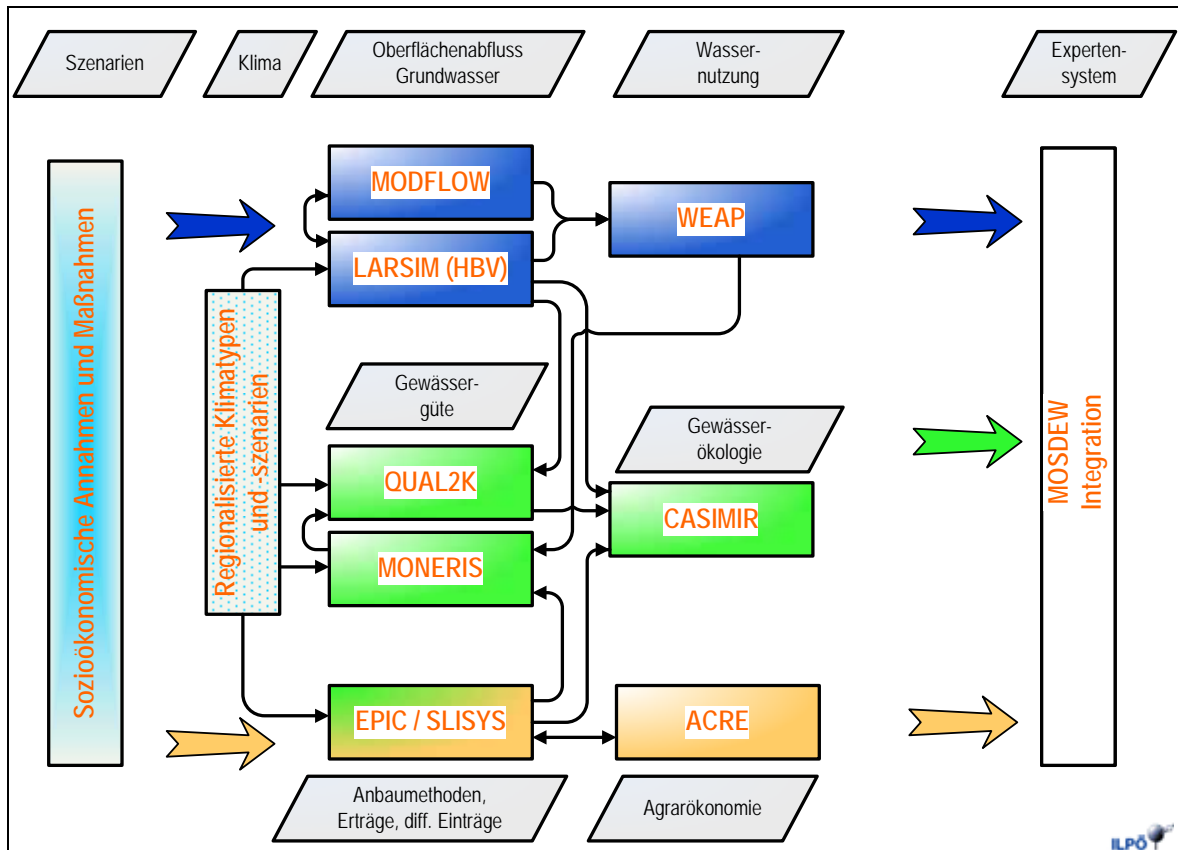 Szenarien
Klima
Oberflächenabfluss
Grundwasser
Wasser-
nutzung
Experten-
system
Sozioökonomische Annahmen und Maßnahmen
Regionalisierte Klimatypen
und -szenarien
MODFLOW
LARSIM (HBV)
WEAP
Gewässer-
güte
Gewässer-
ökologie
QUAL2K
MONERIS
CASIMIR
EPIC / SLISYS
ACRE
Anbaumethoden,
Erträge, diff. Einträge
Agrarökonomie
MOSDEW
Integration
ILPÖ